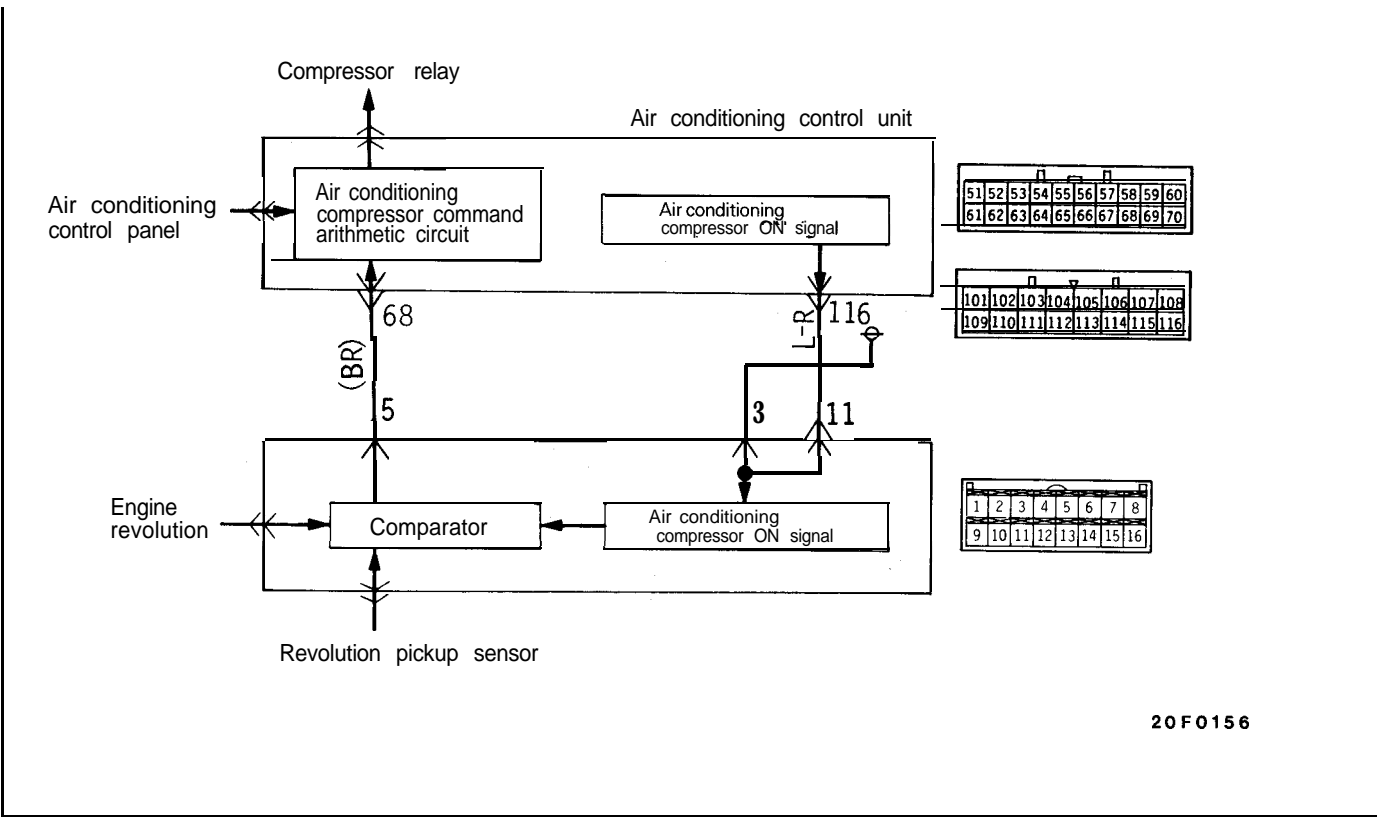 Compressor relay
Air conditioning control unit
Air conditioning
compressor command
arithmetic circuit
Air conditioning
compressor ON" signal
Air conditioning
control panel
51 52 53 54 55 56 57 58 59 60
61 62 63 64 65 66 67 68 69 70
101 102 103 104 105 106 107 108
109 110 111 112 113 114 115 116
68
L-R
116
(BR)
5
3
11
Engine
revolution
Comparator
Air conditioning
compressor ON signal
1 2 3 4 5 6 7 8
9 10 11 12 13 14 15 16
Revolution pickup sensor
20F0156